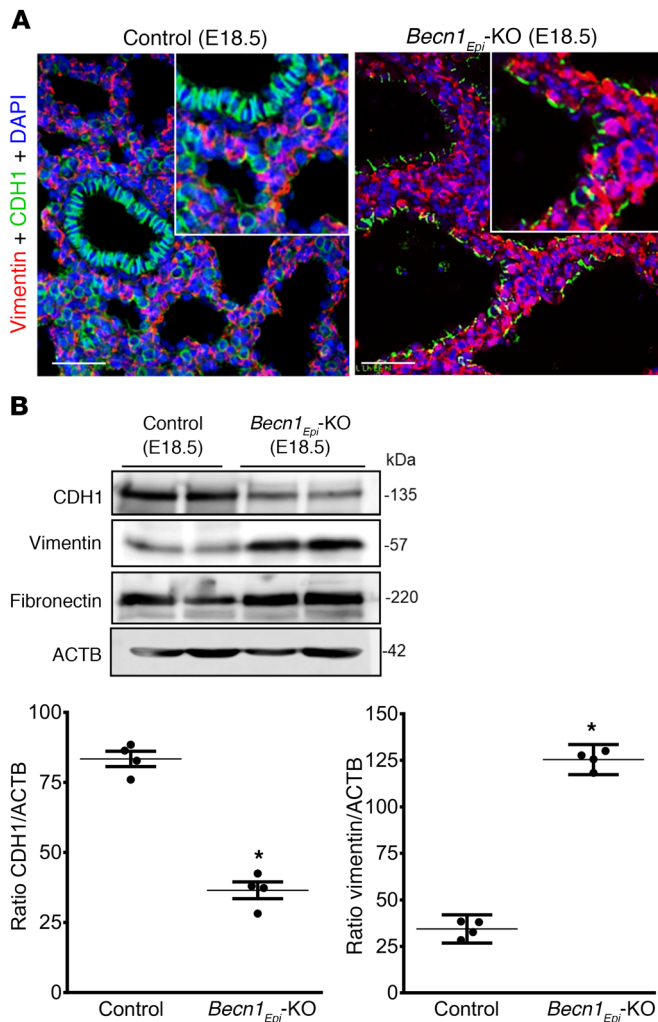 A
Control (E18.5)
Becn1Epi-KO (E18.5)
Vimentin + CDH1 + DAPI
B
Control
(E18.5)
Becn1Epi-KO
(E18.5)
kDa
CDH1
-135
Vimentin
-57
Fibronectin
-220
ACTB
-42
Ratio CDH1/ACTB
100
75
50
25
0
*
Control
Becn1Epi-KO
Ratio vimentin/ACTB
150
125
100
75
50
25
0
*
Control
Becn1Epi-KO